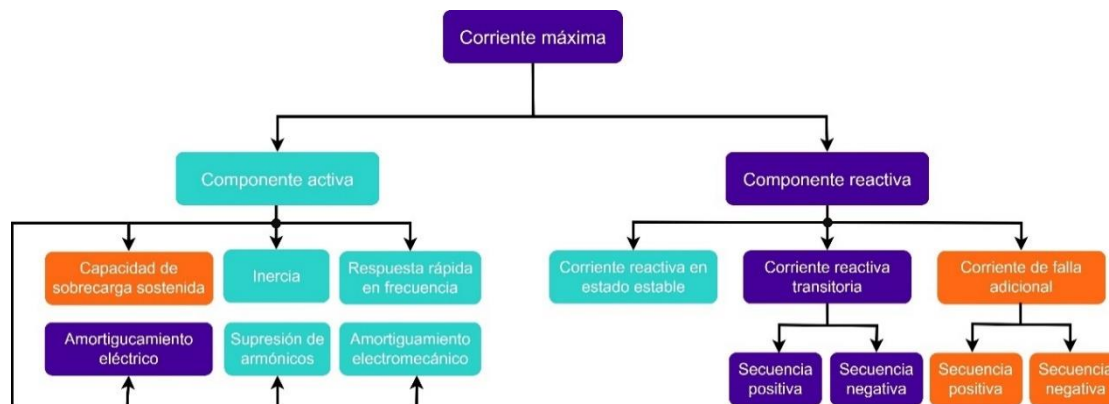 Corriente máxima
Componente activa
Componente reactiva
Capacidad de
sobrecarga sostenida
Inercia
Respuesta rápida
en frecuencia
Corriente reactiva en
estado estable
Corriente reactiva
transitoria
Corriente de falla
adicional
Amortigucamiento
eléctrico
Supresión de
armónicos
Amortiguamiento
electromecánico
Secuencia
positiva
Secuencia
negativa
Secuencia
positiva
Secuencia
negativa